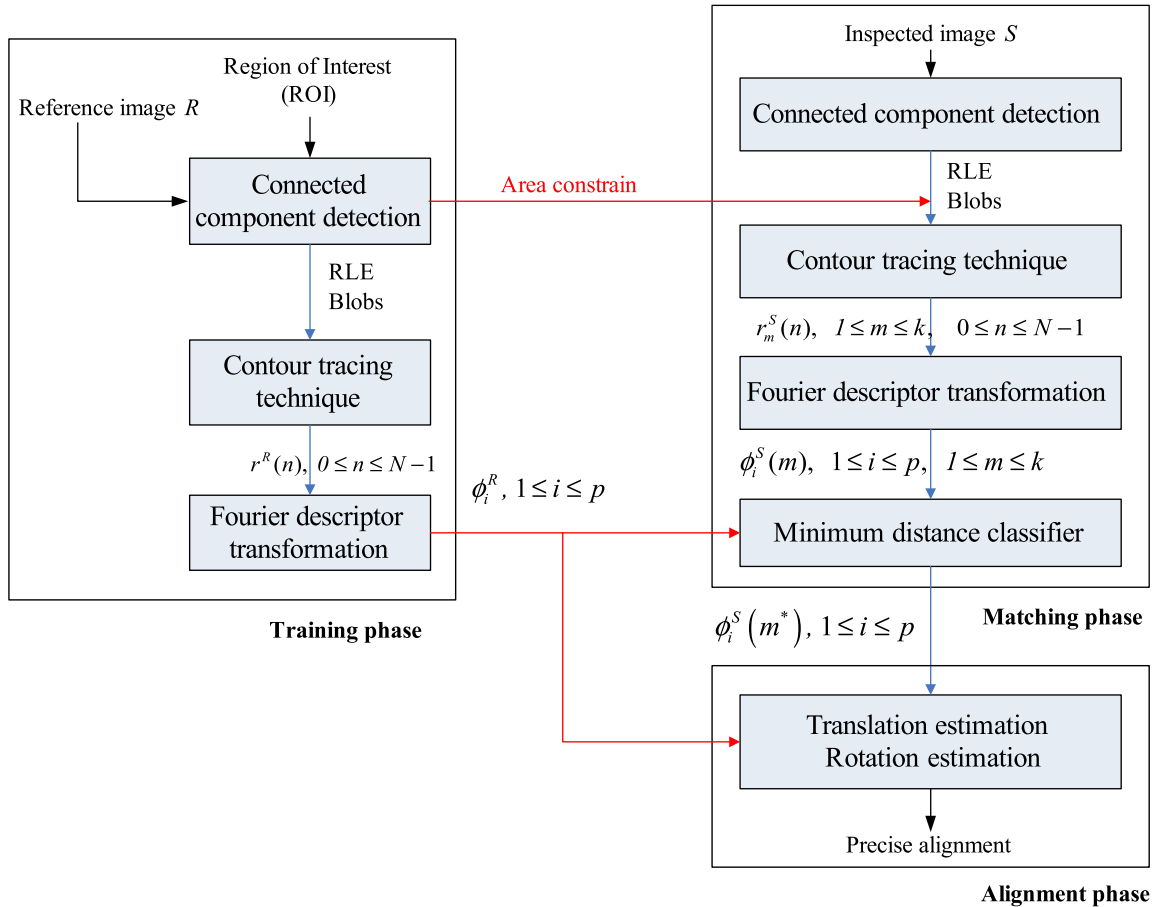 Region of Interest
(ROI)
Reference image R
Connected
component detection
RLE
Blobs
Contour tracing
technique
r^R(n), 0 ≤ n ≤ N−1
Fourier descriptor
transformation
Training phase
Area constrain
ϕ_i^R, 1 ≤ i ≤ p
Inspected image S
Connected component detection
RLE
Blobs
Contour tracing technique
r_m^S(n), 1 ≤ m ≤ k, 0 ≤ n ≤ N−1
Fourier descriptor transformation
ϕ_i^S(m), 1 ≤ i ≤ p, 1 ≤ m ≤ k
Minimum distance classifier
Matching phase
ϕ_i^S(m^*), 1 ≤ i ≤ p
Translation estimation
Rotation estimation
Precise alignment
Alignment phase